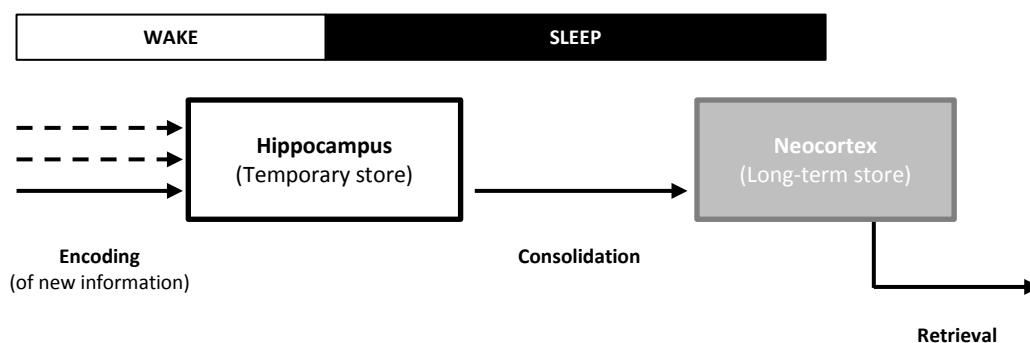 WAKE
SLEEP
Hippocampus
(Temporary store)
Neocortex
(Long-term store)
Encoding
(of new information)
Consolidation
Retrieval